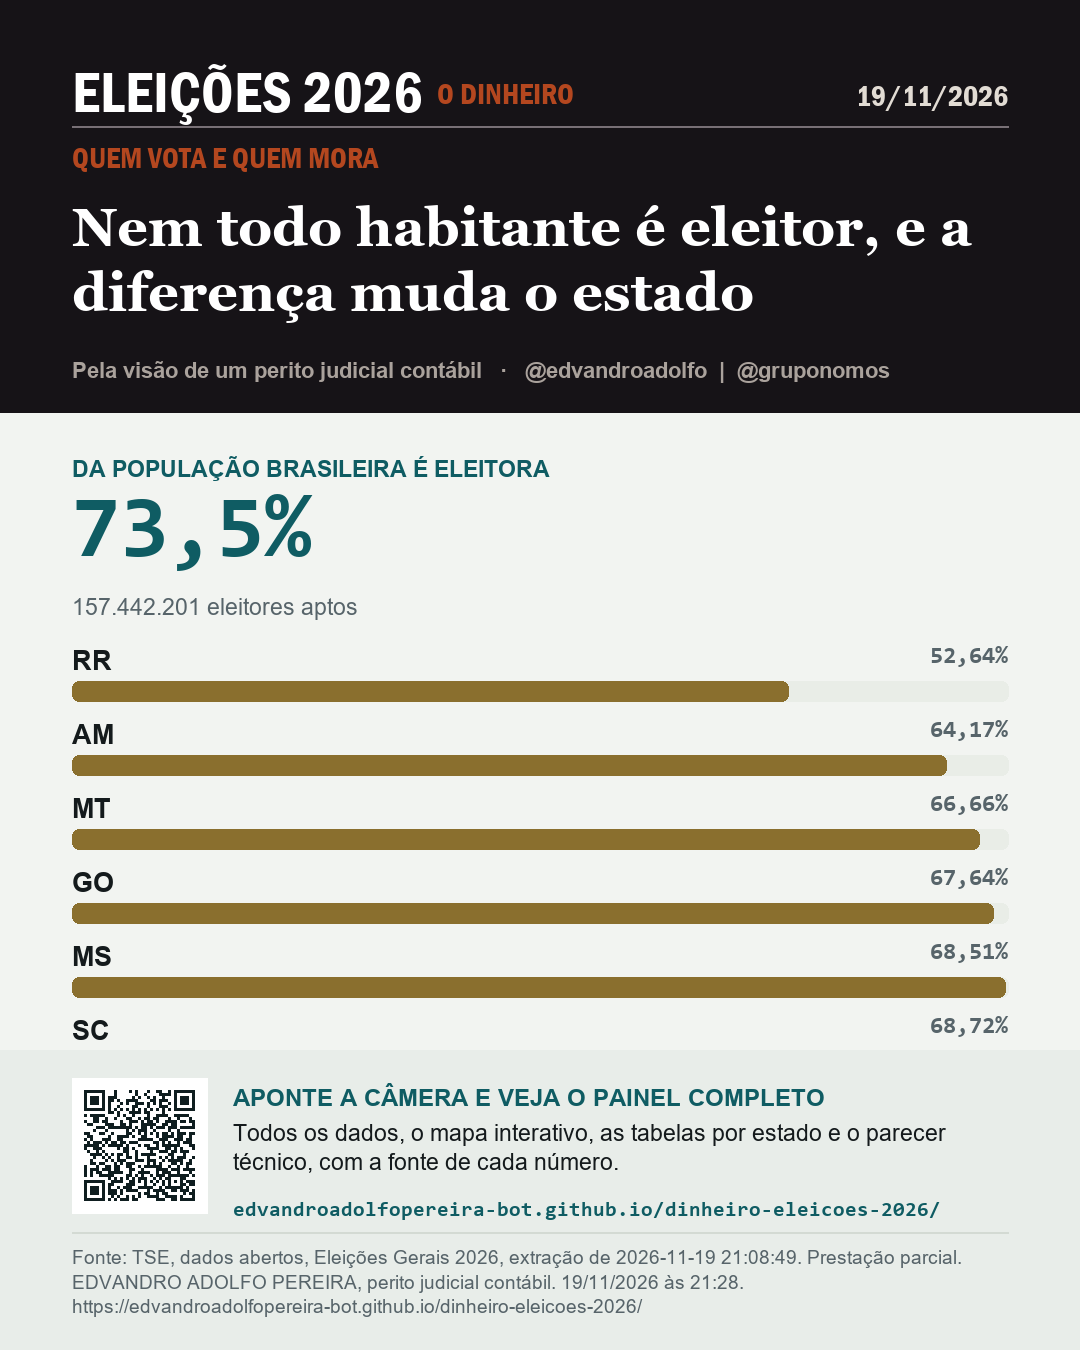 ELEIÇÕES 2026 O DINHEIRO 19/11/2026
QUEM VOTA E QUEM MORA
Nem todo habitante é eleitor, e a
diferença muda o estado
Pela visão de um perito judicial contábil · @edvandroadolfo | @gruponomos
DA POPULAÇÃO BRASILEIRA É ELEITORA
73,5%
157.442.201 eleitores aptos
RR 52,64%
AM 64,17%
MT 66,66%
GO 67,64%
MS 68,51%
SC 68,72%
APONTE A CÂMERA E VEJA O PAINEL COMPLETO
Todos os dados, o mapa interativo, as tabelas por estado e o parecer
técnico, com a fonte de cada número.
edvandroadolfopereira-bot.github.io/dinheiro-eleicoes-2026/
Fonte: TSE, dados abertos, Eleições Gerais 2026, extração de 2026-11-19 21:08:49. Prestação parcial.
EDVANDRO ADOLFO PEREIRA, perito judicial contábil. 19/11/2026 às 21:28.
https://edvandroadolfopereira-bot.github.io/dinheiro-eleicoes-2026/